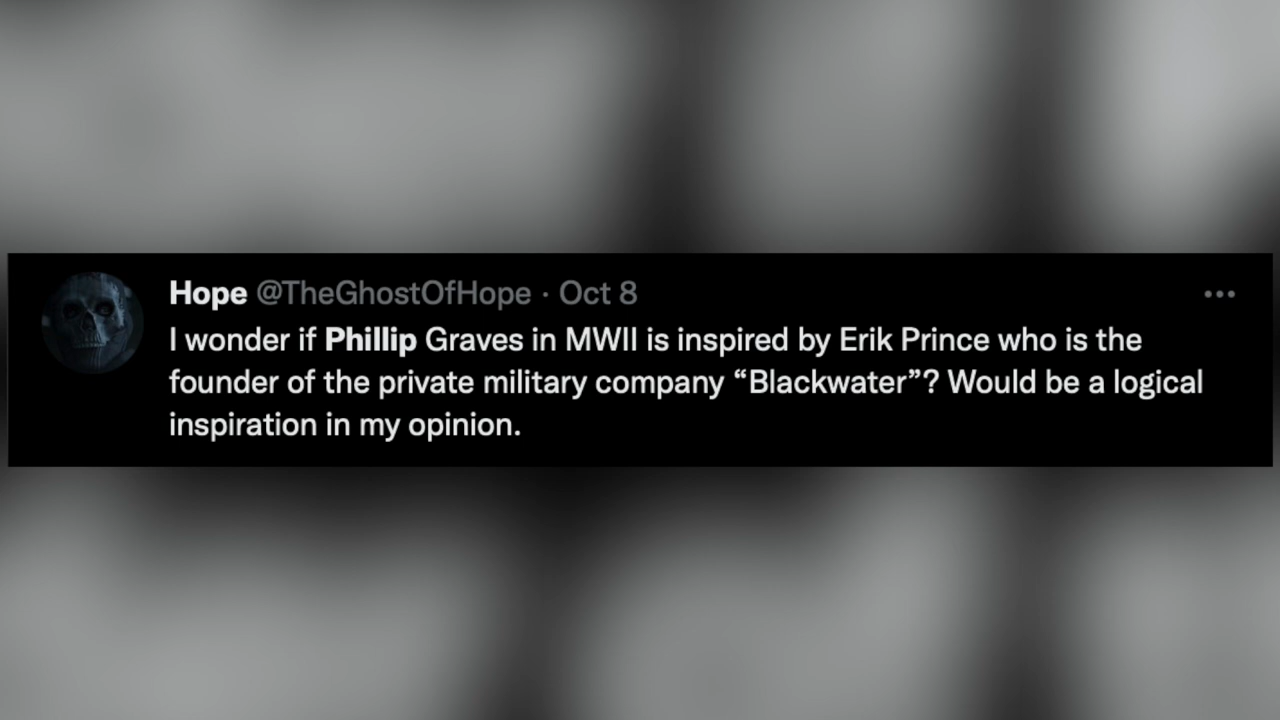 Hope @TheGhostOfHope · Oct 8
I wonder if Phillip Graves in MWII is inspired by Erik Prince who is the
founder of the private military company “Blackwater”? Would be a logical
inspiration in my opinion.